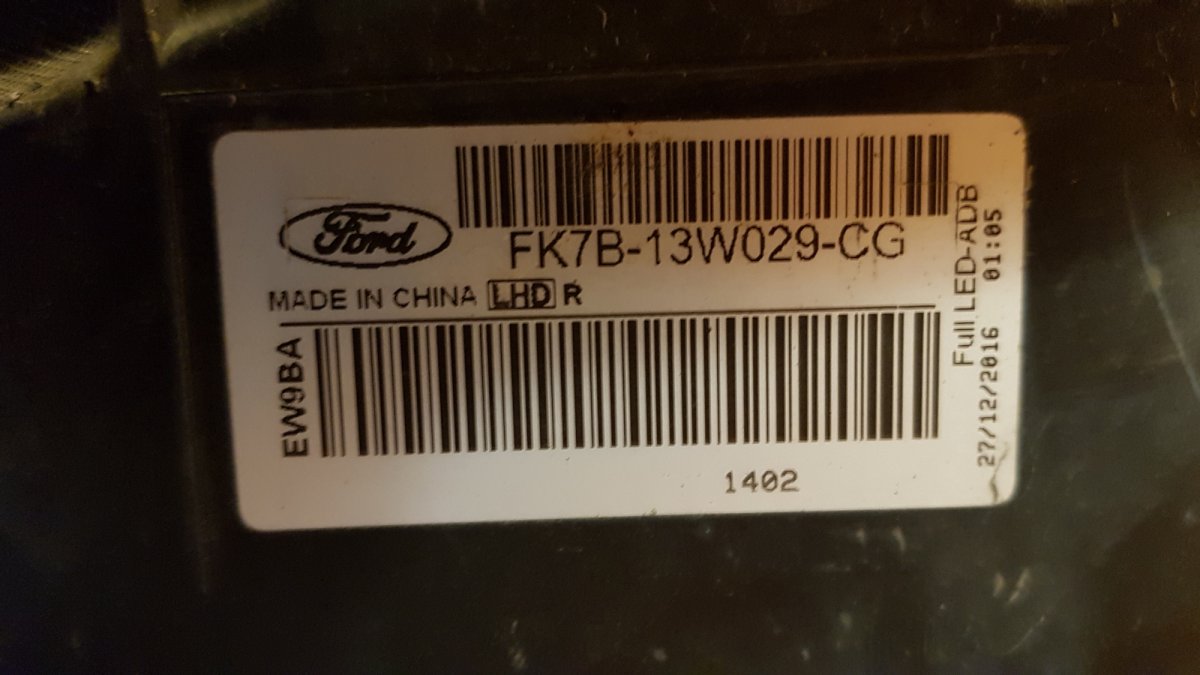 Ford
FK7B-13W029-CG
MADE IN CHINA LHD R
EW9BA
1402
Full LED-ADB
27/12/2016 01:05